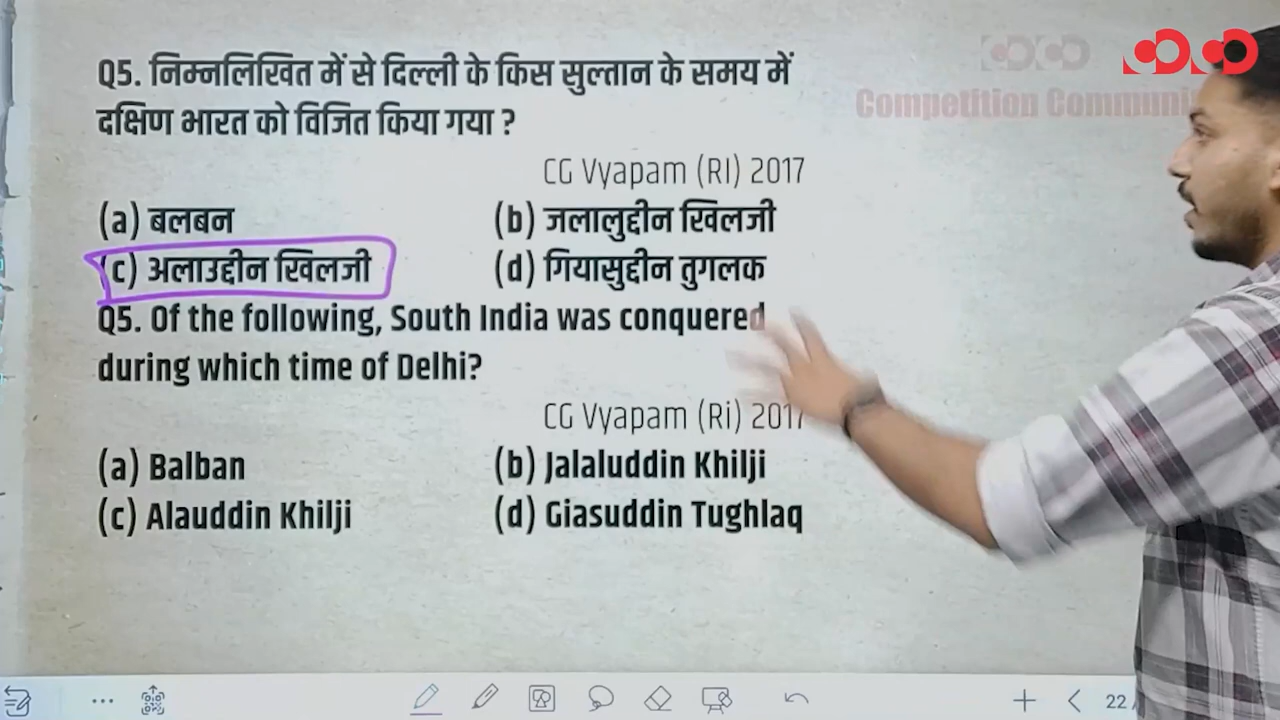 Q5. निम्नलिखित में से दिल्ली के किस सुल्तान के समय में
दक्षिण भारत को विजित किया गया ?
CG Vyapam (RI) 2017
(a) बलबन
(b) जलालुद्दीन खिलजी
(c) अलाउद्दीन खिलजी
(d) गियासुद्दीन तुगलक
Q5. Of the following, South India was conquered
during which time of Delhi?
CG Vyapam (Ri) 2017
(a) Balban
(b) Jalaluddin Khilji
(c) Alauddin Khilji
(d) Giasuddin Tughlaq
Competition
22